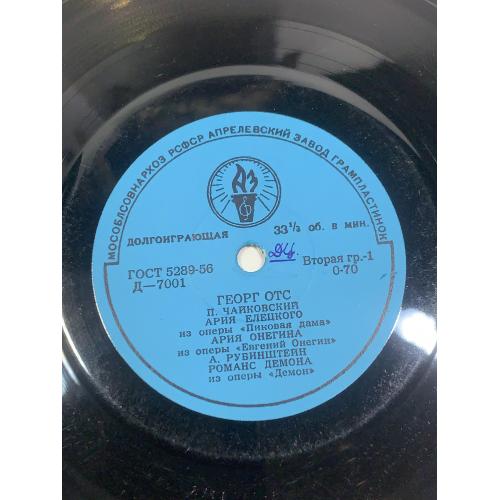 МОСОБЛСОВНАРХОЗ РСФСР АПРЕЛЕВСКИЙ ЗАВОД ГРАМПЛАСТИНОК
АЗ
ДОЛГОИГРАЮЩАЯ 33⅓ об. в мин.
ГОСТ 5289-56 Вторая гр.-1
Д—7001 0-70
ГЕОРГ ОТС
П. ЧАЙКОВСКИЙ
АРИЯ ЕЛЕЦКОГО
из оперы «Пиковая дама»
АРИЯ ОНЕГИНА
из оперы «Евгений Онегин»
А. РУБИНШТЕЙН
РОМАНС ДЕМОНА
из оперы «Демон»